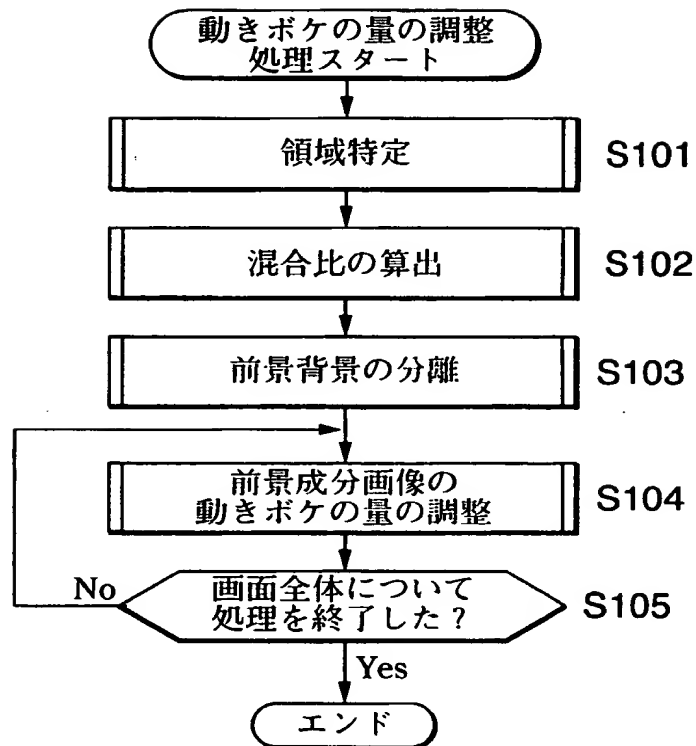 動きボケの量の調整
処理スタート
領域特定
S101
混合比の算出
S102
前景背景の分離
S103
前景成分画像の
動きボケの量の調整
S104
画面全体について
処理を終了した?
S105
No
Yes
エンド